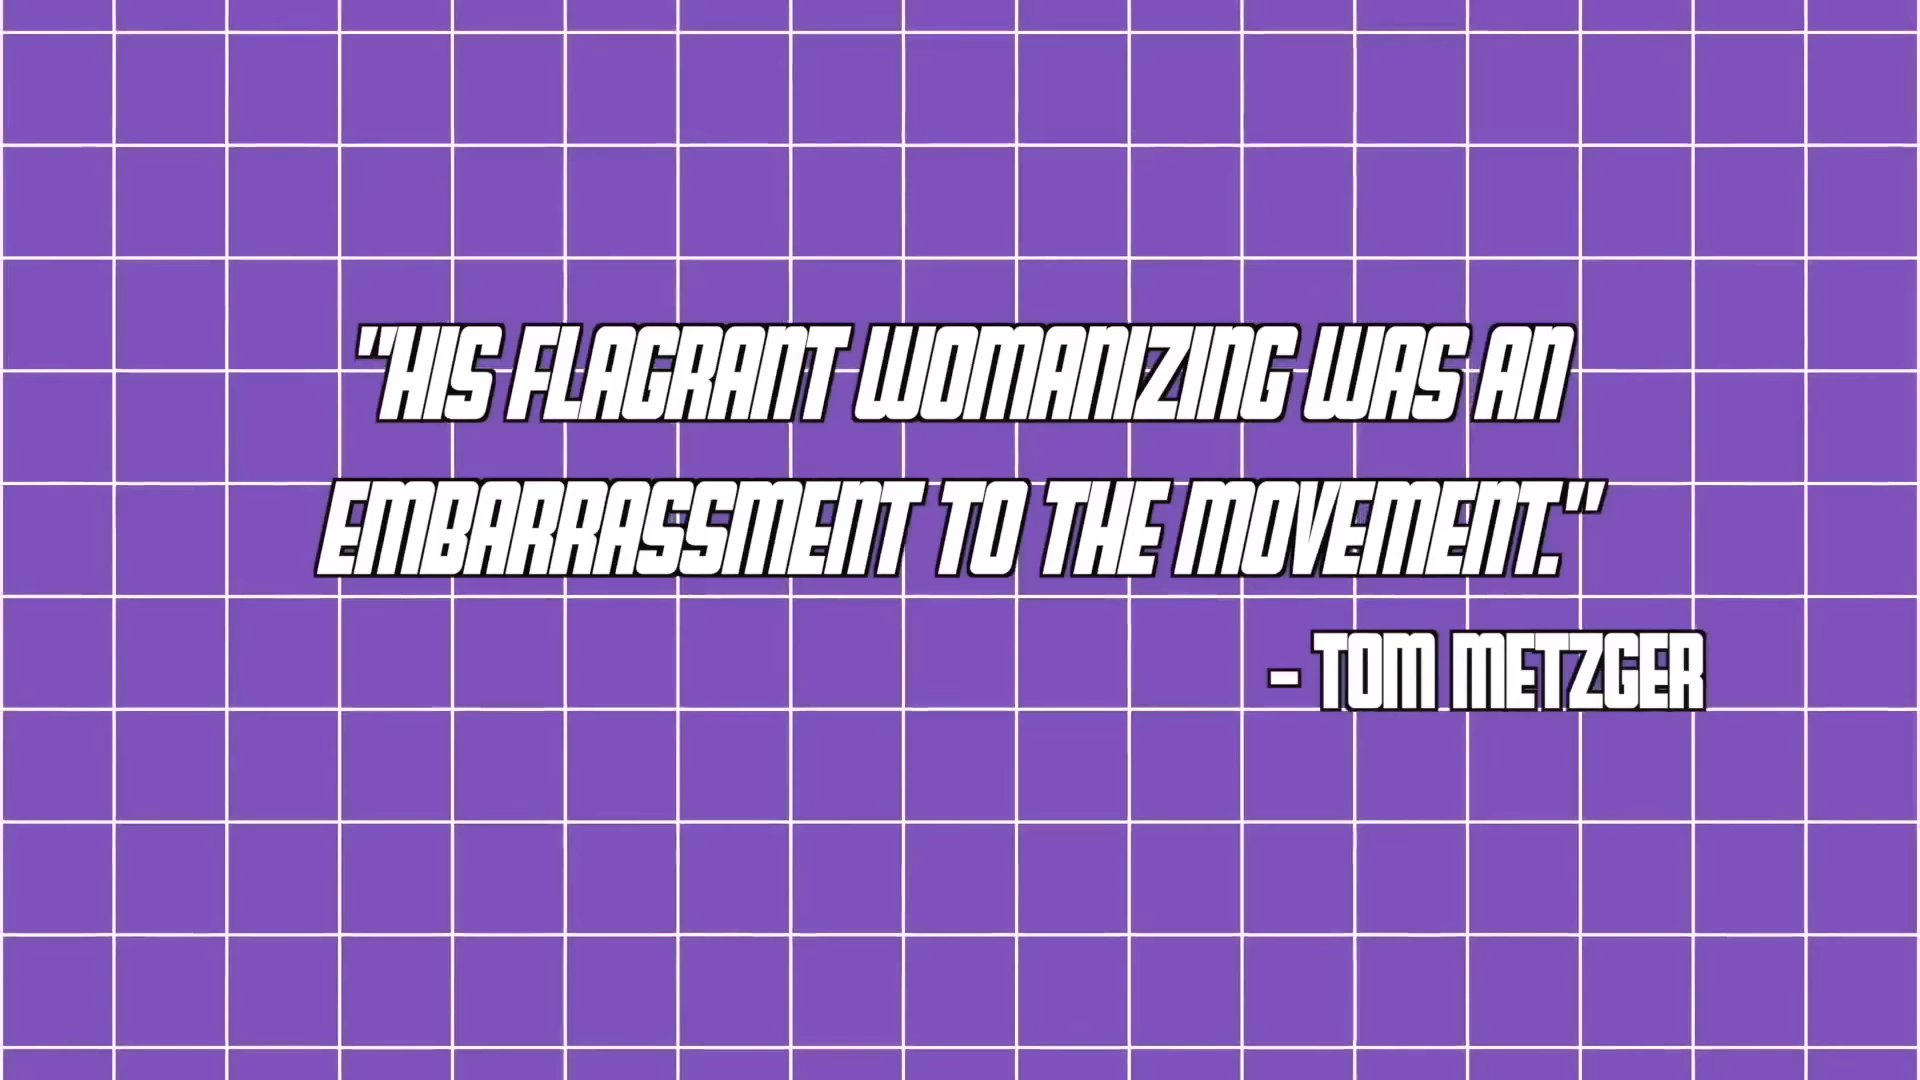 "HIS FLAGRANT WOMANIZING WAS AN
EMBARRASSMENT TO THE MOVEMENT."
- TOM METZGER